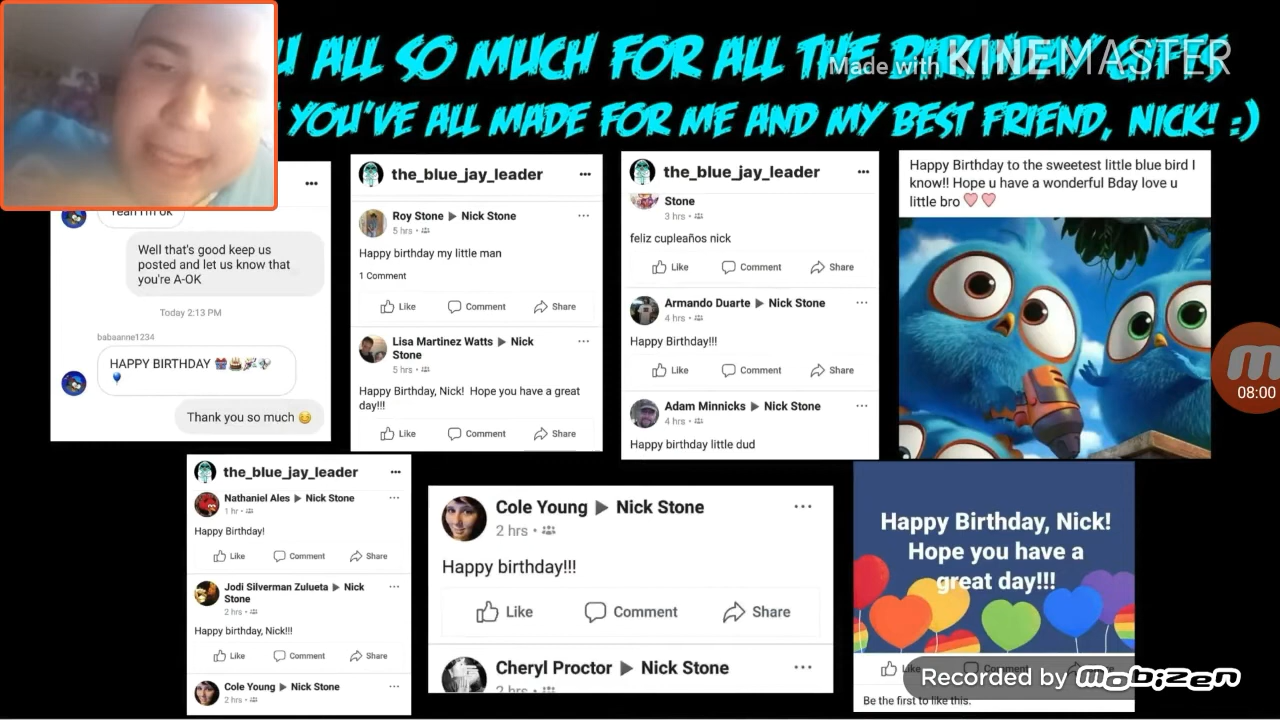 U ALL SO MUCH FOR ALL THE BIRTHDAY GIFTS
Made with KINEMASTER
YOU'VE ALL MADE FOR ME AND MY BEST FRIEND, NICK! :)
Yeah I'm ok
Well that's good keep us
posted and let us know that
you're A-OK
Today 2:13 PM
babaanne1234
HAPPY BIRTHDAY 🎁🎂🎉
🎈
Thank you so much 😊
the_blue_jay_leader
Roy Stone ▶ Nick Stone
5 hrs •
Happy birthday my little man
1 Comment
Like Comment Share
Lisa Martinez Watts ▶ Nick
Stone
5 hrs •
Happy Birthday, Nick! Hope you have a great
day!!!
Like Comment Share
the_blue_jay_leader
Stone
3 hrs •
feliz cupleaños nick
Like Comment Share
Armando Duarte ▶ Nick Stone
4 hrs •
Happy Birthday!!!
Like Comment Share
Adam Minnicks ▶ Nick Stone
4 hrs •
Happy birthday little dud
Happy Birthday to the sweetest little blue bird I
know!! Hope u have a wonderful Bday love u
little bro 💗💗
08:00
the_blue_jay_leader
Nathaniel Ales ▶ Nick Stone
1 hr •
Happy Birthday!
Like Comment Share
Jodi Silverman Zulueta ▶ Nick
Stone
2 hrs •
Happy birthday, Nick!!!
Like Comment Share
Cole Young ▶ Nick Stone
2 hrs •
Cole Young ▶ Nick Stone
2 hrs •
Happy birthday!!!
Like Comment Share
Cheryl Proctor ▶ Nick Stone
2 hrs •
Happy Birthday, Nick!
Hope you have a
great day!!!
Like Comment
Recorded by mobizen
Be the first to like this.